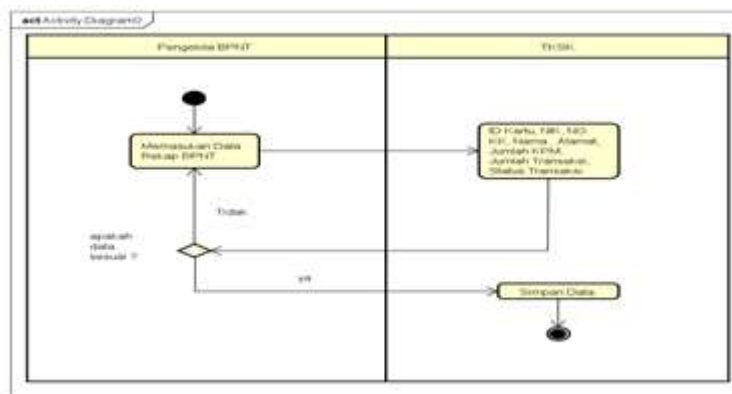 act Activity Diagram0
Pengelola BPNT
TKSK
Memasukan Data
Rekap BPNT
ID Kartu, NIK, NO
KK, Nama, Alamat,
Jumlah KPM,
Jumlah Transaksi,
Status Transaksi
Tidak
apakah
data
sesuai ?
ya
Simpan Data